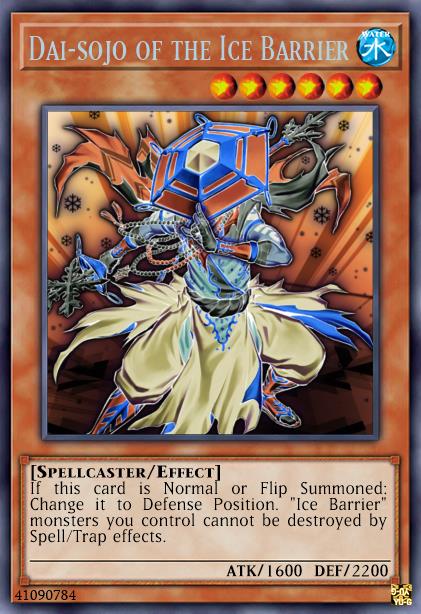 Dai-sojo of the Ice Barrier
WATER
水
[Spellcaster/Effect]
If this card is Normal or Flip Summoned:
Change it to Defense Position. "Ice Barrier"
monsters you control cannot be destroyed by
Spell/Trap effects.
ATK/1600 DEF/2200
41090784